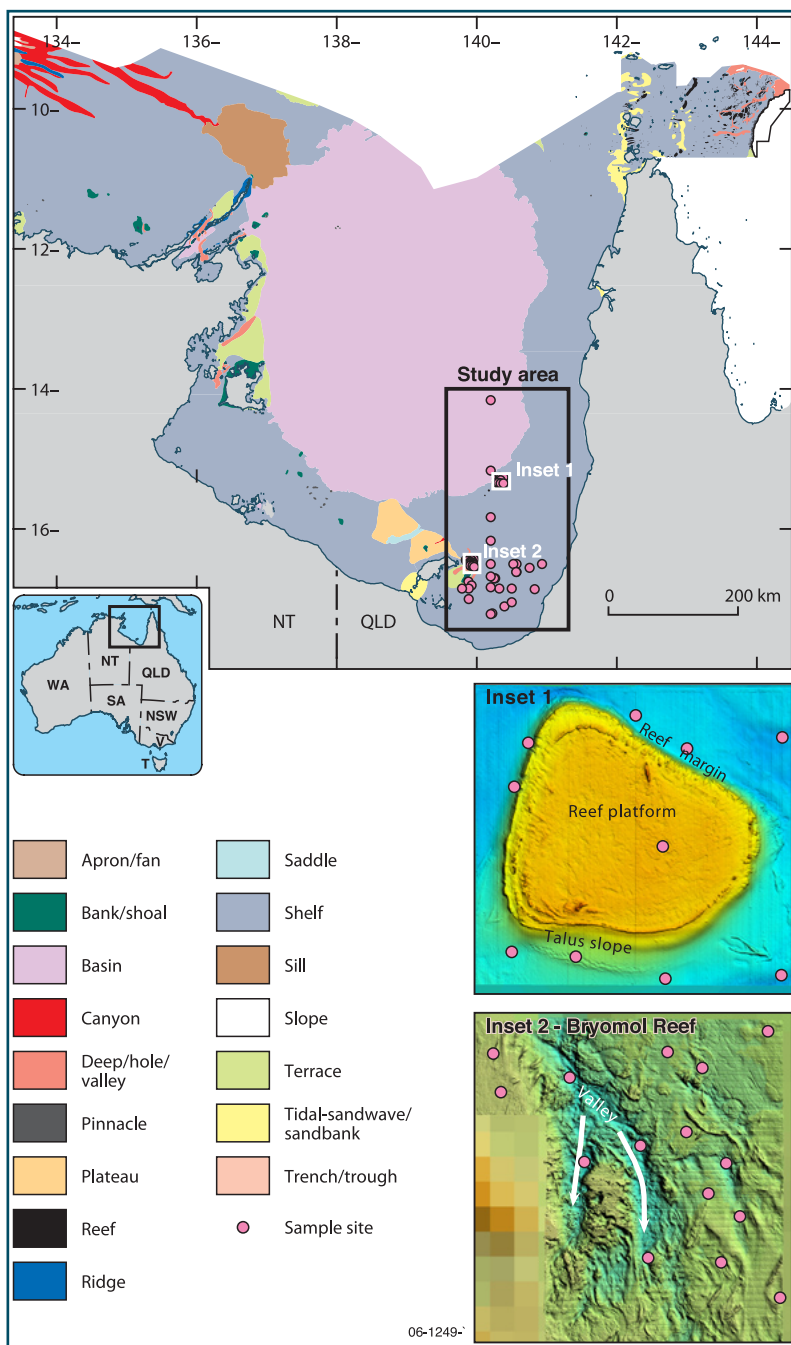 134- 136- 138- 140- 142- 144-
10-
12-
14-
16-
Study area
Inset 1
Inset 2
0 200 km
NT QLD
NT
WA
QLD
SA
NSW
V
T
Inset 1
Reef margin
Reef platform
Talus slope
Apron/fan
Bank/shoal
Basin
Canyon
Deep/hole/
valley
Pinnacle
Plateau
Reef
Ridge
Saddle
Shelf
Sill
Slope
Terrace
Tidal-sandwave/
sandbank
Trench/trough
Sample site
Inset 2 - Bryomol Reef
Valley
06-1249-